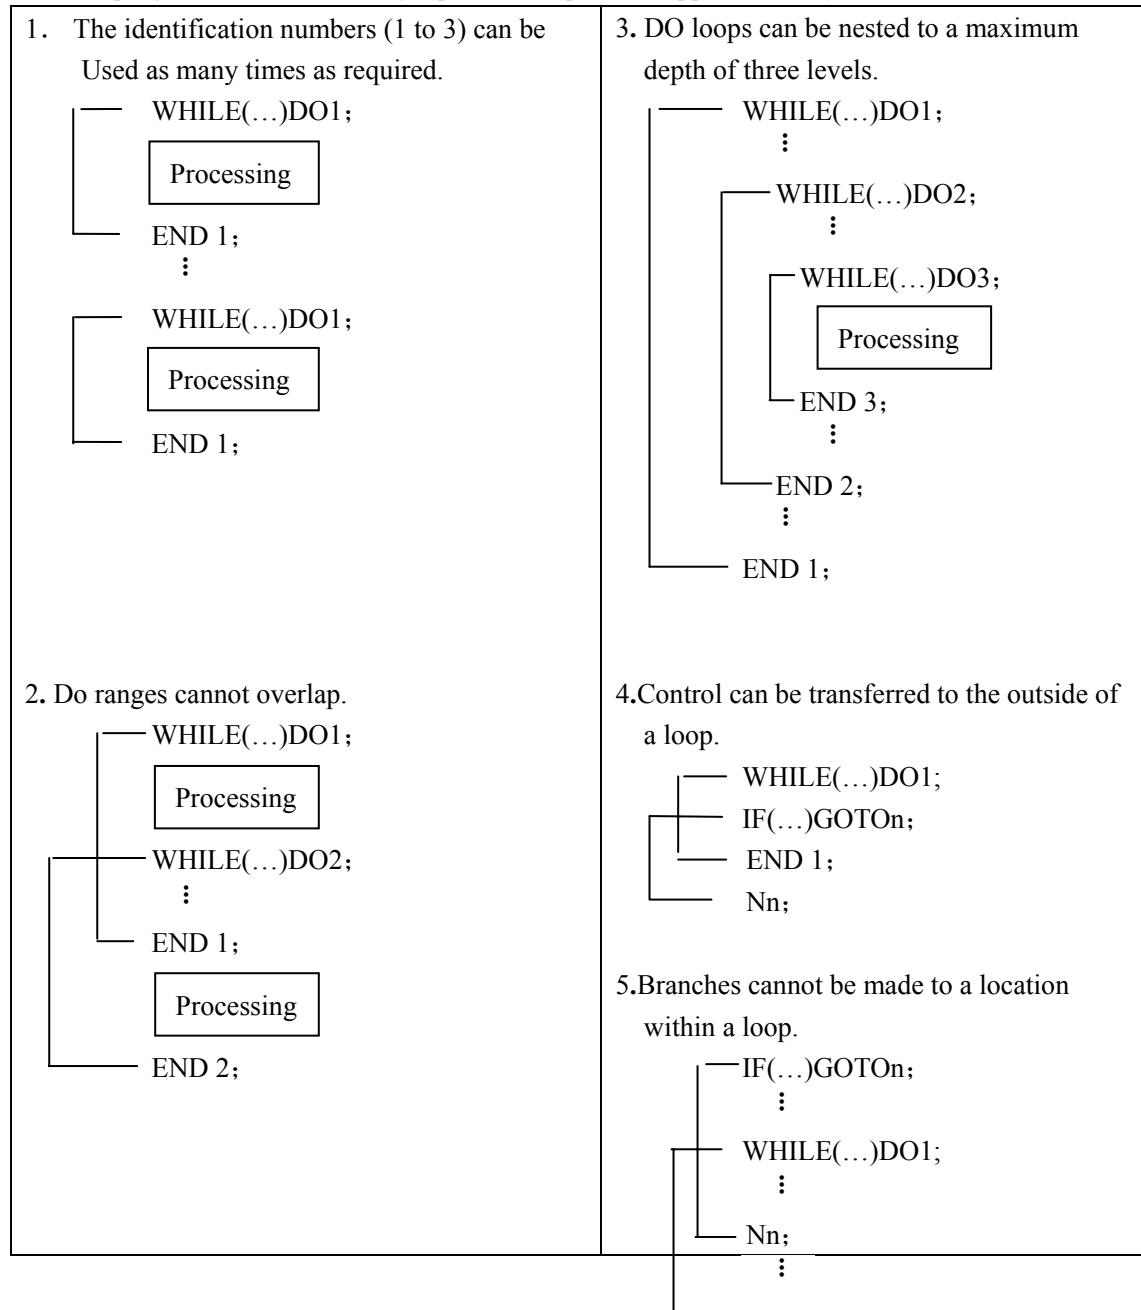 1. The identification numbers (1 to 3) can be
Used as many times as required.
WHILE(…)DO1;
Processing
END 1;
⋮
WHILE(…)DO1;
Processing
END 1;
2. Do ranges cannot overlap.
WHILE(…)DO1;
Processing
WHILE(…)DO2;
⋮
END 1;
Processing
END 2;
3. DO loops can be nested to a maximum
depth of three levels.
WHILE(…)DO1;
⋮
WHILE(…)DO2;
⋮
WHILE(…)DO3;
Processing
END 3;
⋮
END 2;
⋮
END 1;
4.Control can be transferred to the outside of
a loop.
WHILE(…)DO1;
IF(…)GOTOn;
END 1;
Nn;
5.Branches cannot be made to a location
within a loop.
IF(…)GOTOn;
⋮
WHILE(…)DO1;
⋮
Nn;
⋮